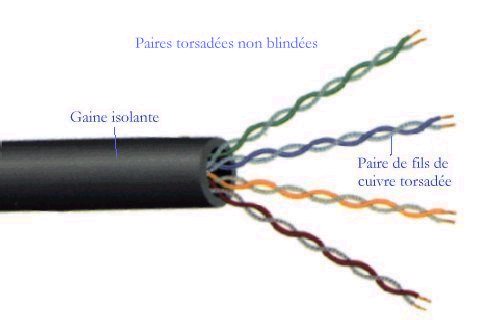 Paires torsadées non blindées
Gaine isolante
Paire de fils de
cuivre torsadée